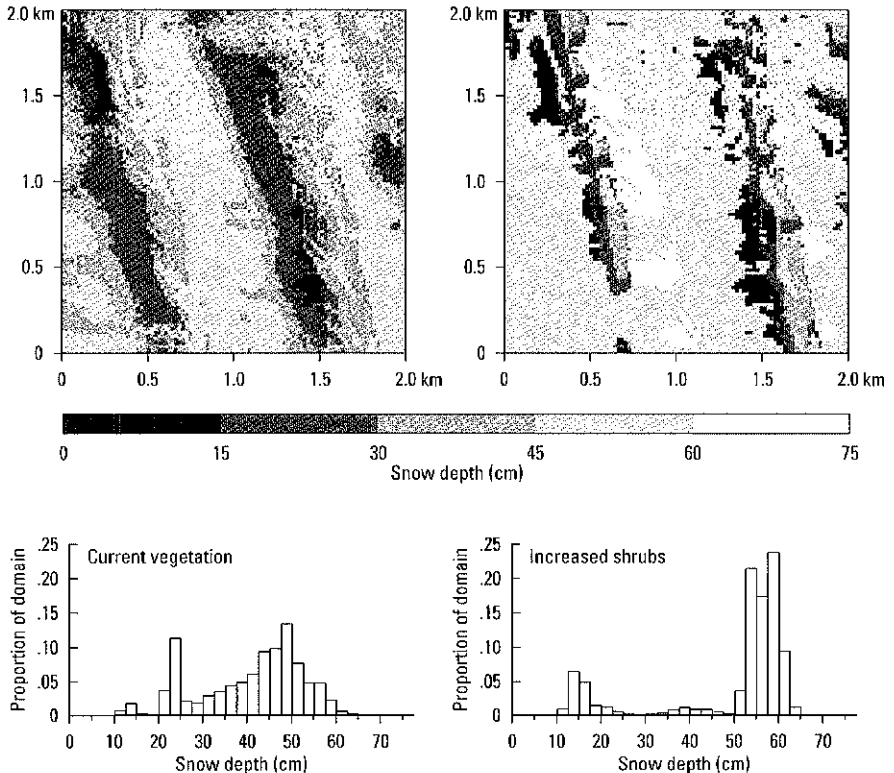 2.0 km
1.5
1.0
0.5
0
0 0.5 1.0 1.5 2.0 km
2.0 km
1.5
1.0
0.5
0
0 0.5 1.0 1.5 2.0 km
0 15 30 45 60 75
Snow depth (cm)
Current vegetation
Proportion of domain
.25
.20
.15
.10
.05
0
0 10 20 30 40 50 60 70
Snow depth (cm)
Increased shrubs
Proportion of domain
.25
.20
.15
.10
.05
0
0 10 20 30 40 50 60 70
Snow depth (cm)